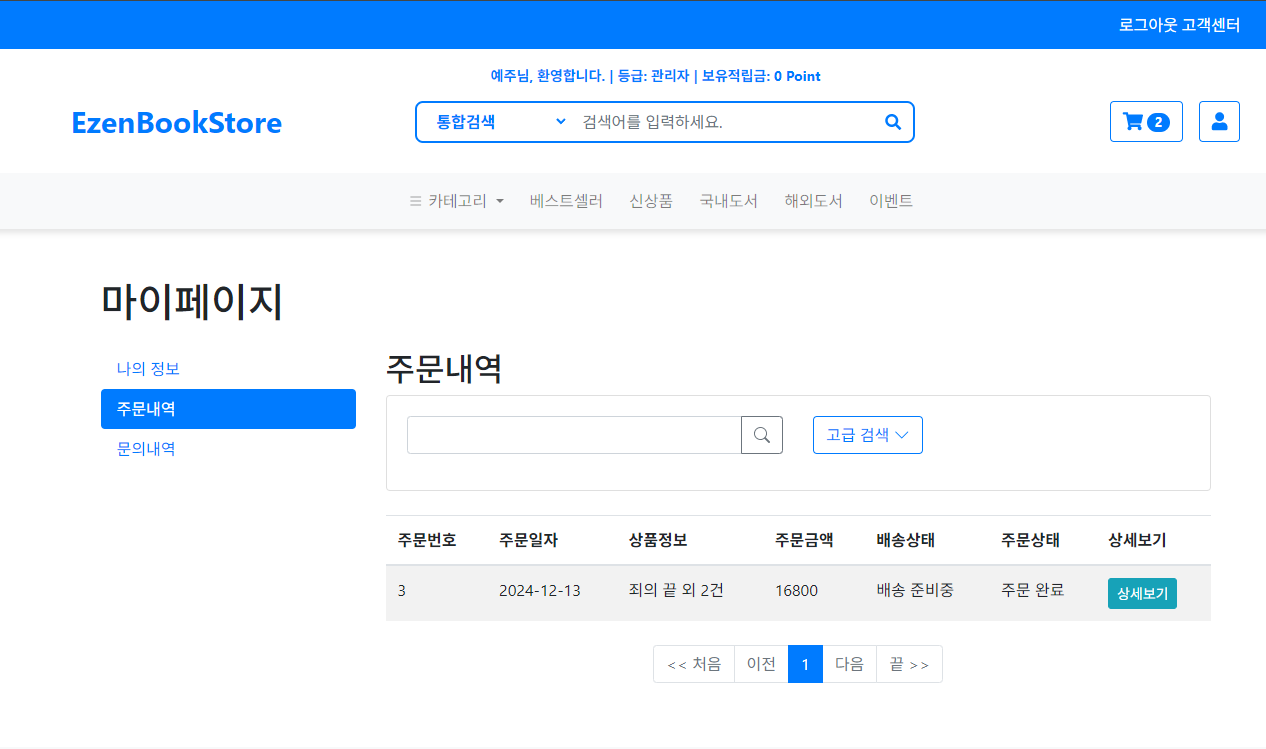 로그아웃 고객센터
예주님, 환영합니다. | 등급: 관리자 | 보유적립금: 0 Point
EzenBookStore 통합검색 검색어를 입력하세요. 2
카테고리 베스트셀러 신상품 국내도서 해외도서 이벤트
마이페이지
나의 정보
주문내역
문의내역
주문내역
고급 검색
주문번호 주문일자 상품정보 주문금액 배송상태 주문상태 상세보기
3 2024-12-13 죄의 끝 외 2건 16800 배송 준비중 주문 완료 상세보기
<< 처음 이전 1 다음 끝 >>